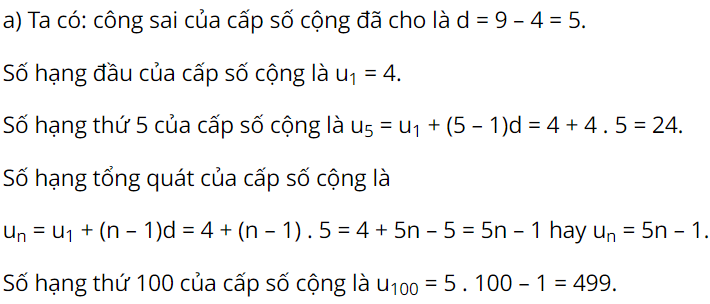 a) Ta có: công sai của cấp số cộng đã cho là d = 9 – 4 = 5.
Số hạng đầu của cấp số cộng là u₁ = 4.
Số hạng thứ 5 của cấp số cộng là u₅ = u₁ + (5 – 1)d = 4 + 4 . 5 = 24.
Số hạng tổng quát của cấp số cộng là
uₙ = u₁ + (n – 1)d = 4 + (n – 1) . 5 = 4 + 5n – 5 = 5n – 1 hay uₙ = 5n – 1.
Số hạng thứ 100 của cấp số cộng là u₁₀₀ = 5 . 100 – 1 = 499.